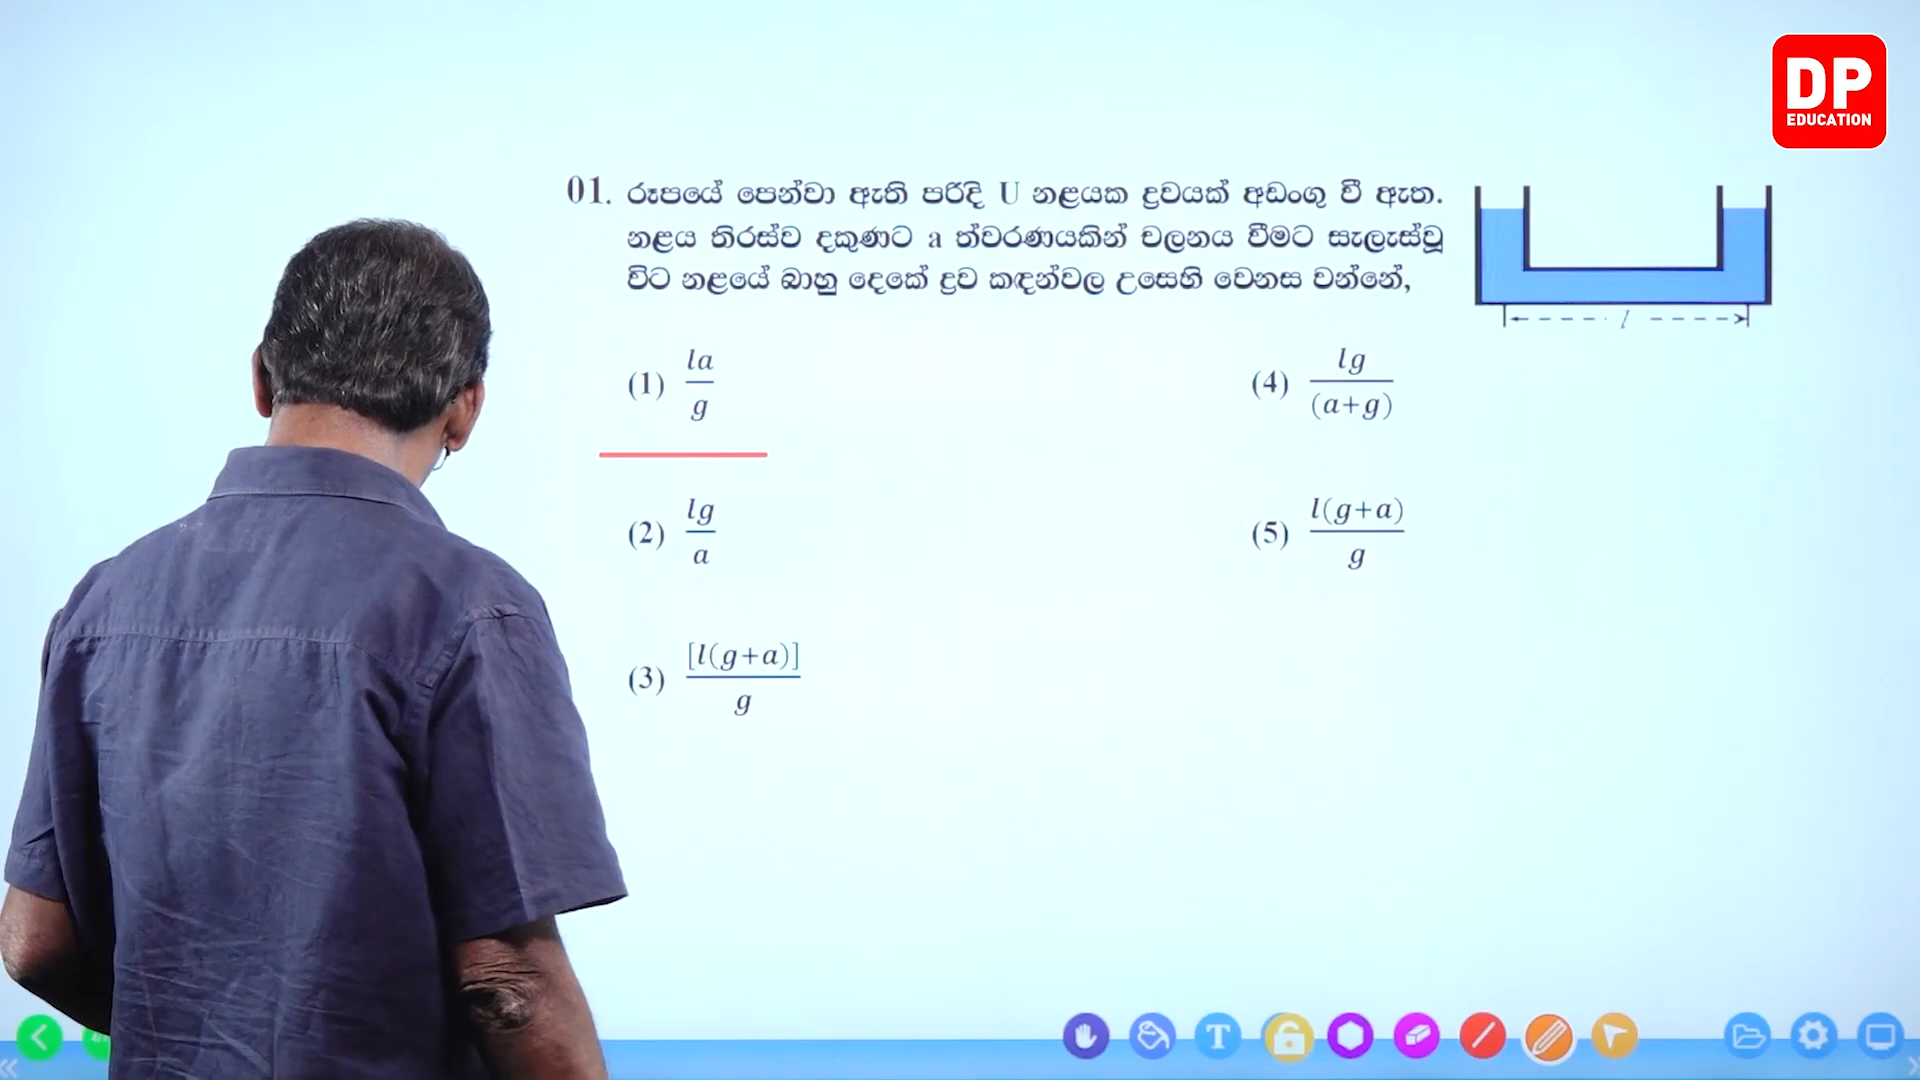 DP
EDUCATION
01. රූපයේ පෙන්වා ඇති පරිදි U නළයක ද්‍රවයක් අඩංගු වී ඇත.
නළය තිරස්ව දකුණට a ත්වරණයකින් චලනය වීමට සැලැස්වූ
විට නළයේ බාහු දෙකේ ද්‍රව කඳන්වල උසෙහි වෙනස වන්නේ,
l
(1) la/g
(4) lg/(a+g)
(2) lg/a
(5) l(g+a)/g
(3) [l(g+a)]/g
T